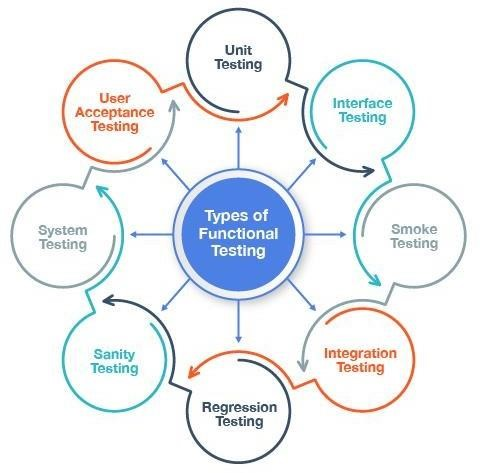 Unit
Testing
User
Acceptance
Testing
Interface
Testing
Types of
Functional
Testing
System
Testing
Smoke
Testing
Sanity
Testing
Integration
Testing
Regression
Testing